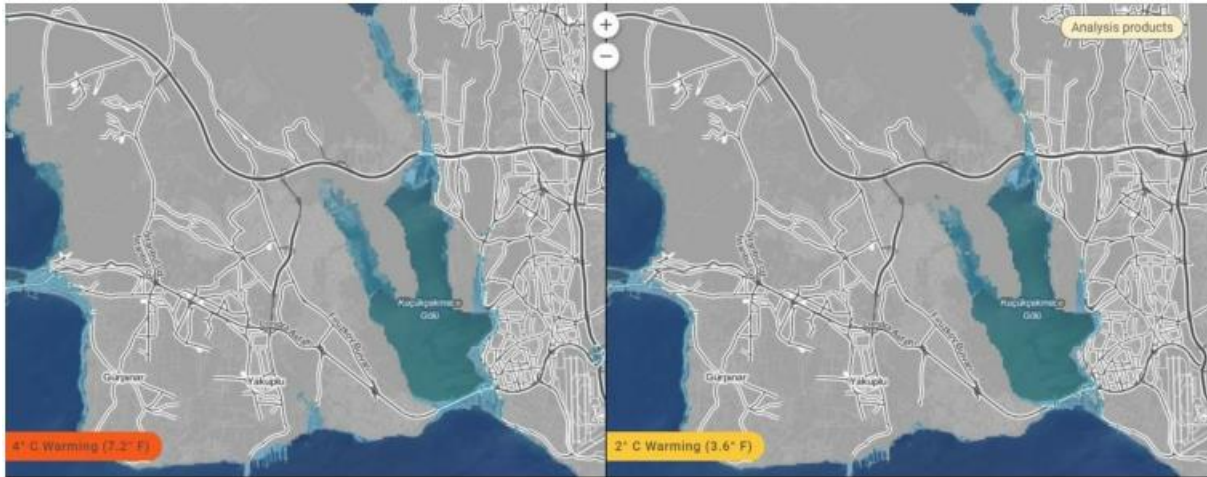 Analysis products
Küçükçekmece
Gölü
Gürpınar
Yakuplu
4° C Warming (7.2° F)
Küçükçekmece
Gölü
Gürpınar
Yakuplu
2° C Warming (3.6° F)